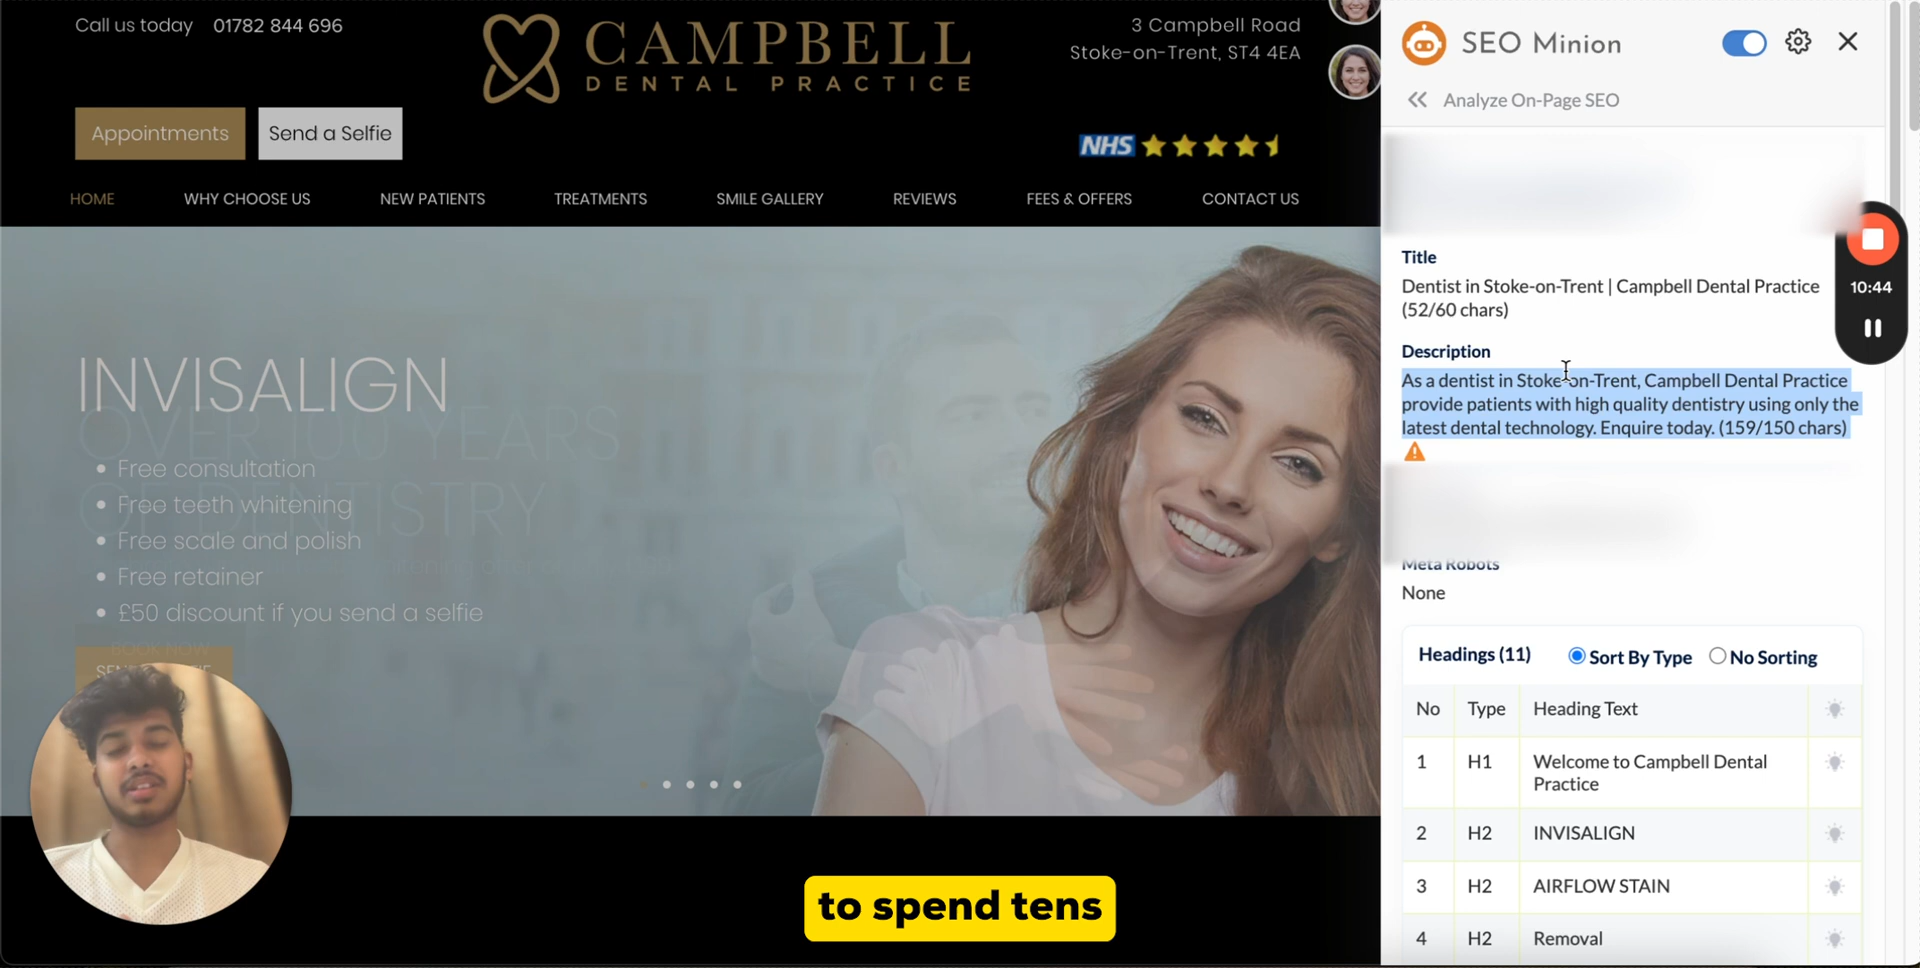 Call us today 01782 844 696
CAMPBELL
DENTAL PRACTICE
3 Campbell Road
Stoke-on-Trent, ST4 4EA
Appointments
Send a Selfie
NHS
HOME
WHY CHOOSE US
NEW PATIENTS
TREATMENTS
SMILE GALLERY
REVIEWS
FEES & OFFERS
CONTACT US
INVISALIGN
OVER 100 YEARS
OF DENTISTRY
• Free consultation
• Free teeth whitening
• Free scale and polish
• Free retainer
• £50 discount if you send a selfie
BOOK NOW
to spend tens
SEO Minion
Analyze On-Page SEO
Title
Dentist in Stoke-on-Trent | Campbell Dental Practice
(52/60 chars)
10:44
Description
As a dentist in Stoke-on-Trent, Campbell Dental Practice
provide patients with high quality dentistry using only the
latest dental technology. Enquire today. (159/150 chars)
Meta Robots
None
Headings (11)
Sort By Type
No Sorting
No Type Heading Text
1 H1 Welcome to Campbell Dental
Practice
2 H2 INVISALIGN
3 H2 AIRFLOW STAIN
4 H2 Removal